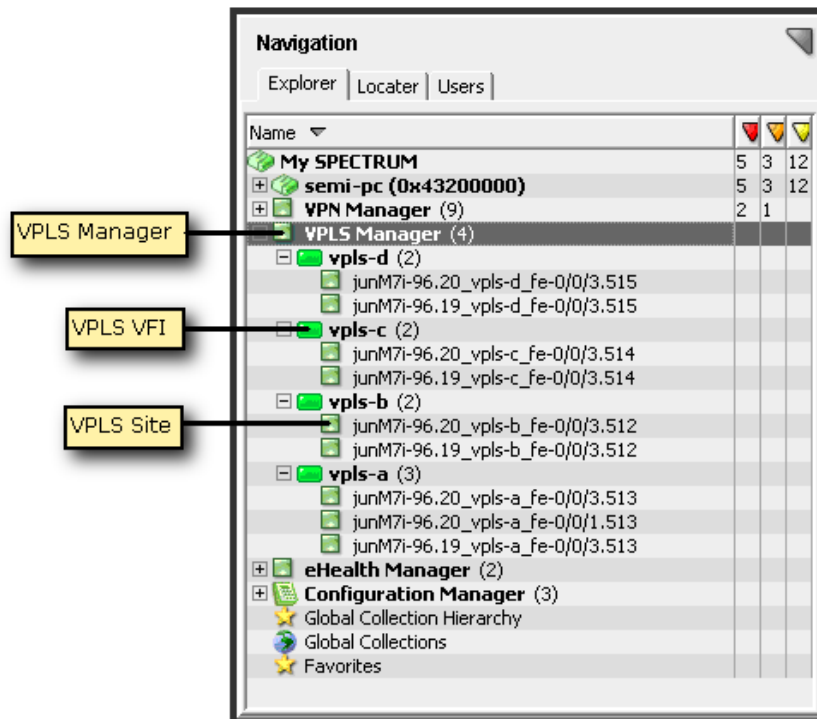 Navigation
Explorer Locater Users
Name
My SPECTRUM 5 3 12
semi-pc (0x43200000) 5 3 12
VPN Manager (9) 2 1
VPLS Manager
VPLS Manager (4)
vpls-d (2)
junM7i-96.20_vpls-d_fe-0/0/3.515
junM7i-96.19_vpls-d_fe-0/0/3.515
VPLS VFI
vpls-c (2)
junM7i-96.20_vpls-c_fe-0/0/3.514
junM7i-96.19_vpls-c_fe-0/0/3.514
vpls-b (2)
VPLS Site
junM7i-96.20_vpls-b_fe-0/0/3.512
junM7i-96.19_vpls-b_fe-0/0/3.512
vpls-a (3)
junM7i-96.20_vpls-a_fe-0/0/3.513
junM7i-96.20_vpls-a_fe-0/0/1.513
junM7i-96.19_vpls-a_fe-0/0/3.513
eHealth Manager (2)
Configuration Manager (3)
Global Collection Hierarchy
Global Collections
Favorites